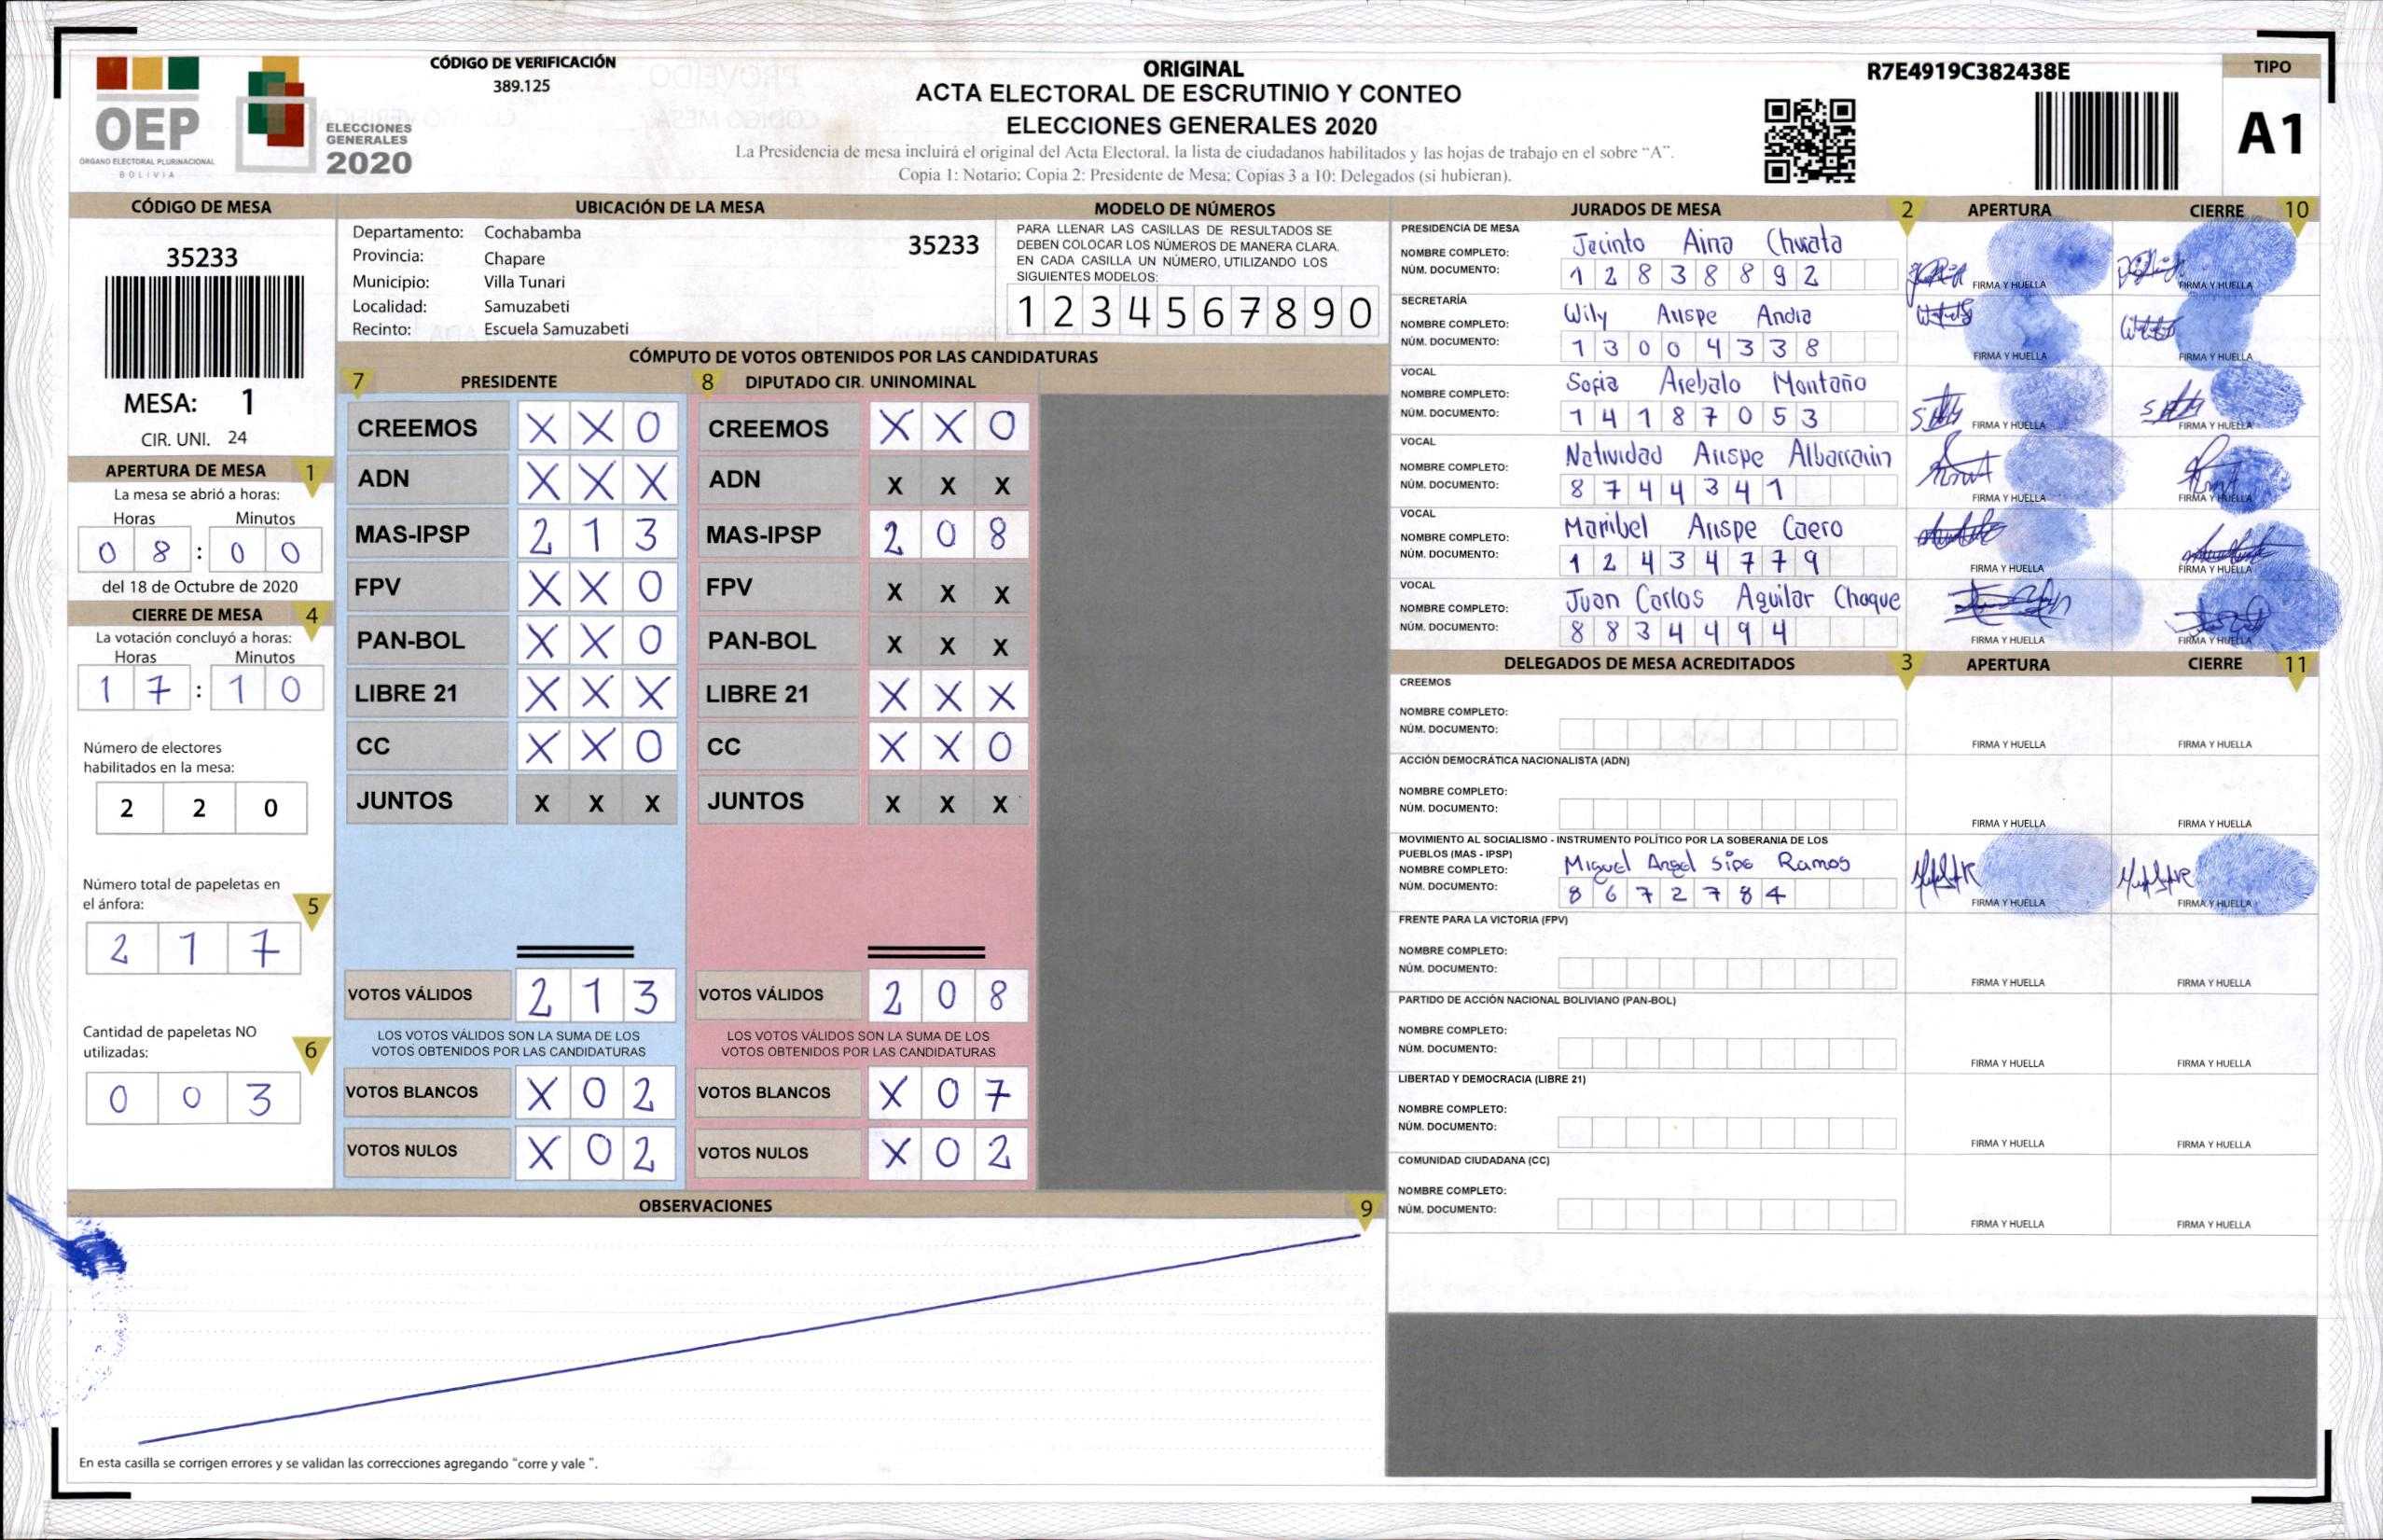 CÓDIGO DE VERIFICACIÓN
389.125
OEP
ÓRGANO ELECTORAL PLURINACIONAL
BOLIVIA
ELECCIONES
GENERALES
2020
ORIGINAL
ACTA ELECTORAL DE ESCRUTINIO Y CONTEO
ELECCIONES GENERALES 2020
La Presidencia de mesa incluirá el original del Acta Electoral, la lista de ciudadanos habilitados y las hojas de trabajo en el sobre "A".
Copia 1: Notario; Copia 2: Presidente de Mesa; Copias 3 a 10: Delegados (si hubieran).
R7E4919C382438E
TIPO
A1
CÓDIGO DE MESA
35233
MESA: 1
CIR. UNI. 24
APERTURA DE MESA 1
La mesa se abrió a horas:
Horas Minutos
0 8 : 0 0
del 18 de Octubre de 2020
CIERRE DE MESA 4
La votación concluyó a horas:
Horas Minutos
1 7 : 1 0
Número de electores
habilitados en la mesa:
2 2 0
Número total de papeletas en
el ánfora: 5
2 1 7
Cantidad de papeletas NO
utilizadas: 6
0 0 3
UBICACIÓN DE LA MESA
Departamento: Cochabamba
35233
Provincia: Chapare
Municipio: Villa Tunari
Localidad: Samuzabeti
Recinto: Escuela Samuzabeti
MODELO DE NÚMEROS
PARA LLENAR LAS CASILLAS DE RESULTADOS SE
DEBEN COLOCAR LOS NÚMEROS DE MANERA CLARA.
EN CADA CASILLA UN NÚMERO, UTILIZANDO LOS
SIGUIENTES MODELOS:
1 2 3 4 5 6 7 8 9 0
CÓMPUTO DE VOTOS OBTENIDOS POR LAS CANDIDATURAS
7 PRESIDENTE 8 DIPUTADO CIR. UNINOMINAL
CREEMOS X X 0 CREEMOS X X 0
ADN X X X ADN X X X
MAS-IPSP 2 1 3 MAS-IPSP 2 0 8
FPV X X 0 FPV X X X
PAN-BOL X X 0 PAN-BOL X X X
LIBRE 21 X X X LIBRE 21 X X X
CC X X 0 CC X X 0
JUNTOS X X X JUNTOS X X X
VOTOS VÁLIDOS 2 1 3 VOTOS VÁLIDOS 2 0 8
LOS VOTOS VÁLIDOS SON LA SUMA DE LOS LOS VOTOS VÁLIDOS SON LA SUMA DE LOS
VOTOS OBTENIDOS POR LAS CANDIDATURAS VOTOS OBTENIDOS POR LAS CANDIDATURAS
VOTOS BLANCOS X 0 2 VOTOS BLANCOS X 0 7
VOTOS NULOS X 0 2 VOTOS NULOS X 0 2
OBSERVACIONES 9
En esta casilla se corrigen errores y se validan las correcciones agregando "corre y vale ".
JURADOS DE MESA 2 APERTURA CIERRE 10
PRESIDENCIA DE MESA
NOMBRE COMPLETO: Jacinto Aina Churata
NÚM. DOCUMENTO: 1 2 8 3 8 8 9 2
FIRMA Y HUELLA FIRMA Y HUELLA
SECRETARÍA
NOMBRE COMPLETO: Wily Auspe Andia
NÚM. DOCUMENTO: 1 3 0 0 4 3 3 8
FIRMA Y HUELLA FIRMA Y HUELLA
VOCAL
NOMBRE COMPLETO: Sofia Arebalo Montaño
NÚM. DOCUMENTO: 1 4 1 8 7 0 5 3
FIRMA Y HUELLA FIRMA Y HUELLA
VOCAL
NOMBRE COMPLETO: Natividad Auspe Albarracin
NÚM. DOCUMENTO: 8 7 4 4 3 4 1
FIRMA Y HUELLA FIRMA Y HUELLA
VOCAL
NOMBRE COMPLETO: Maribel Auspe Caero
NÚM. DOCUMENTO: 1 2 4 3 4 7 7 9
FIRMA Y HUELLA FIRMA Y HUELLA
VOCAL
NOMBRE COMPLETO: Juan Carlos Aguilar Choque
NÚM. DOCUMENTO: 8 8 3 4 4 9 4
FIRMA Y HUELLA FIRMA Y HUELLA
DELEGADOS DE MESA ACREDITADOS 3 APERTURA CIERRE 11
CREEMOS
NOMBRE COMPLETO:
NÚM. DOCUMENTO:
FIRMA Y HUELLA FIRMA Y HUELLA
ACCIÓN DEMOCRÁTICA NACIONALISTA (ADN)
NOMBRE COMPLETO:
NÚM. DOCUMENTO:
FIRMA Y HUELLA FIRMA Y HUELLA
MOVIMIENTO AL SOCIALISMO - INSTRUMENTO POLÍTICO POR LA SOBERANIA DE LOS
PUEBLOS (MAS - IPSP)
NOMBRE COMPLETO: Miguel Angel Sipe Ramos
NÚM. DOCUMENTO: 8 6 7 2 7 8 4
FIRMA Y HUELLA FIRMA Y HUELLA
FRENTE PARA LA VICTORIA (FPV)
NOMBRE COMPLETO:
NÚM. DOCUMENTO:
FIRMA Y HUELLA FIRMA Y HUELLA
PARTIDO DE ACCIÓN NACIONAL BOLIVIANO (PAN-BOL)
NOMBRE COMPLETO:
NÚM. DOCUMENTO:
FIRMA Y HUELLA FIRMA Y HUELLA
LIBERTAD Y DEMOCRACIA (LIBRE 21)
NOMBRE COMPLETO:
NÚM. DOCUMENTO:
FIRMA Y HUELLA FIRMA Y HUELLA
COMUNIDAD CIUDADANA (CC)
NOMBRE COMPLETO:
NÚM. DOCUMENTO:
FIRMA Y HUELLA FIRMA Y HUELLA